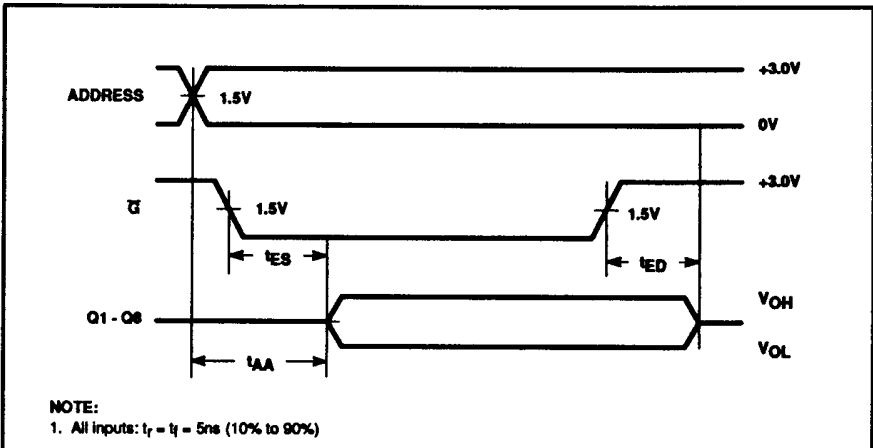 +3.0V
ADDRESS
1.5V
0V
+3.0V
G̅
1.5V
1.5V
tES
tED
VOH
Q1 - Q8
VOL
tAA
NOTE:
1. All inputs: tr = tf = 5ns (10% to 90%)